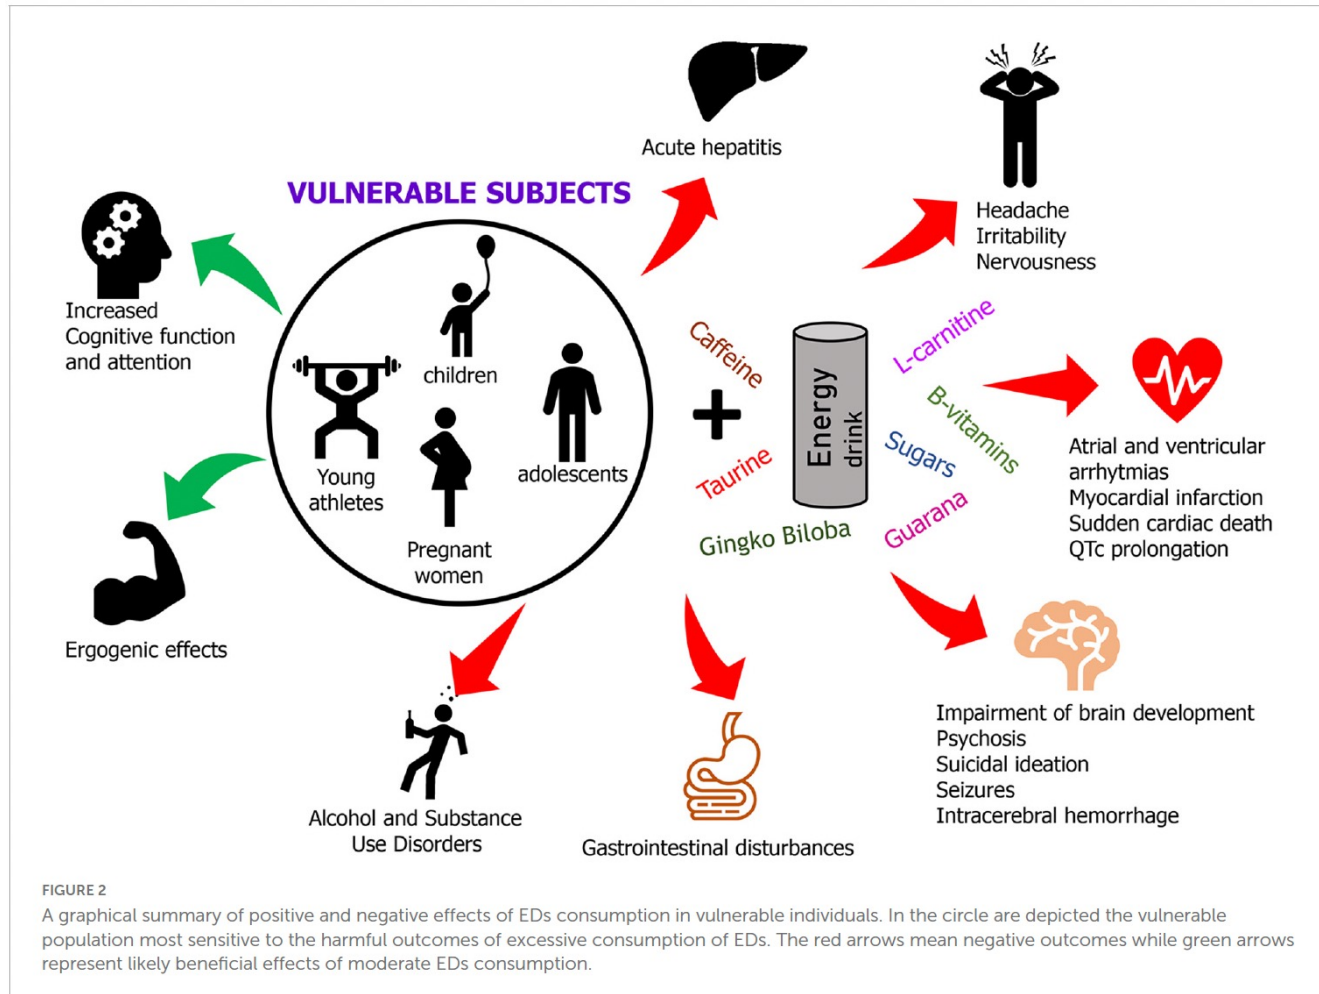 Acute hepatitis
Headache
Irritability
Nervousness
VULNERABLE SUBJECTS
Increased
Cognitive function
and attention
children
Young
athletes
adolescents
Pregnant
women
Caffeine
Taurine
Gingko Biloba
Energy
drink
L-carnitine
B-vitamins
Sugars
Guarana
Atrial and ventricular
arrhytmias
Myocardial infarction
Sudden cardiac death
QTc prolongation
Ergogenic effects
Alcohol and Substance
Use Disorders
Gastrointestinal disturbances
Impairment of brain development
Psychosis
Suicidal ideation
Seizures
Intracerebral hemorrhage
FIGURE 2
A graphical summary of positive and negative effects of EDs consumption in vulnerable individuals. In the circle are depicted the vulnerable
population most sensitive to the harmful outcomes of excessive consumption of EDs. The red arrows mean negative outcomes while green arrows
represent likely beneficial effects of moderate EDs consumption.